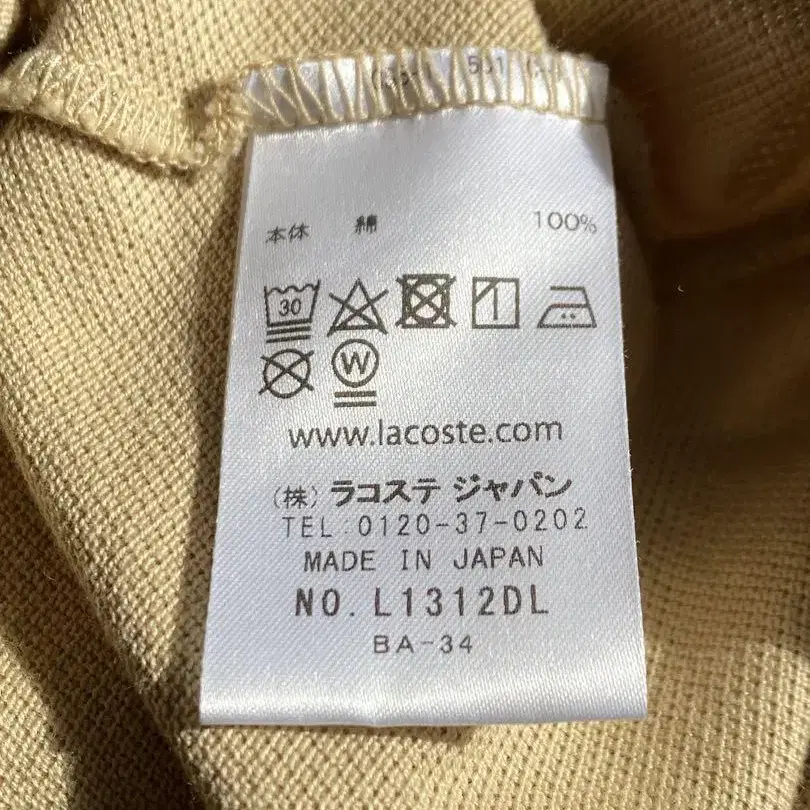 本体 綿 100%
30
W
www.lacoste.com
(株) ラコステ ジャパン
TEL:0120-37-0202
MADE IN JAPAN
NO. L1312DL
BA-34